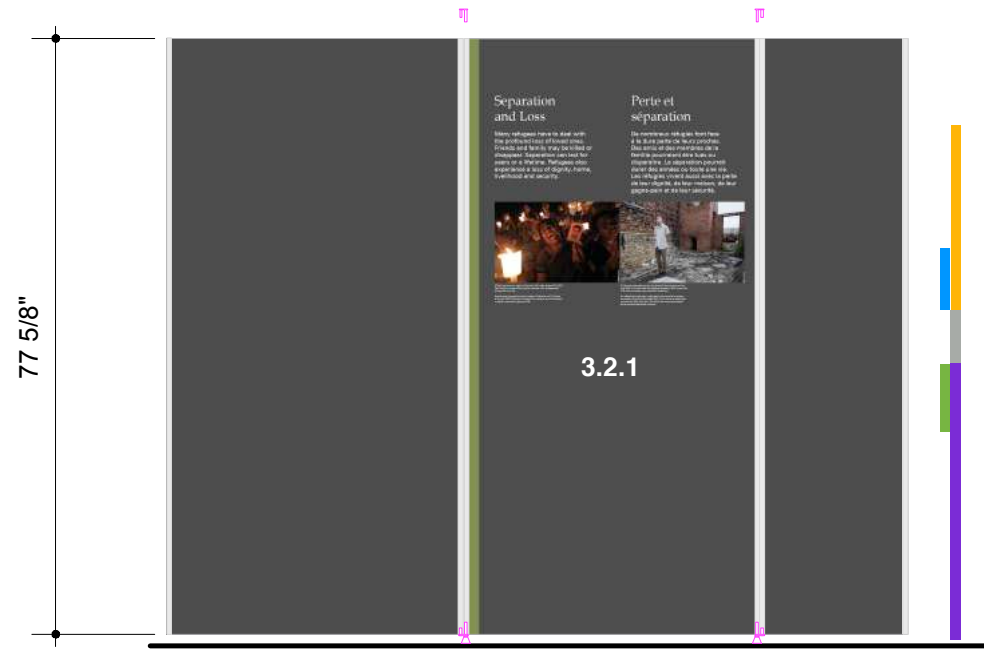 Separation
and Loss
Many refugees have to deal with
the profound loss of loved ones.
Friends and family may be killed or
disappear. Separation can last for
years or a lifetime. Refugees also
experience a loss of dignity, home,
livelihood and security.
Perte et
séparation
De nombreux réfugiés font face
à la dure perte de leurs proches.
Des amis et des membres de la
famille pourraient être tués ou
disparaître. La séparation pourrait
durer des années ou toute une vie.
Les réfugiés vivent aussi avec la perte
de leur dignité, de leur maison, de leur
gagne-pain et de leur sécurité.
3.2.1
77 5/8"